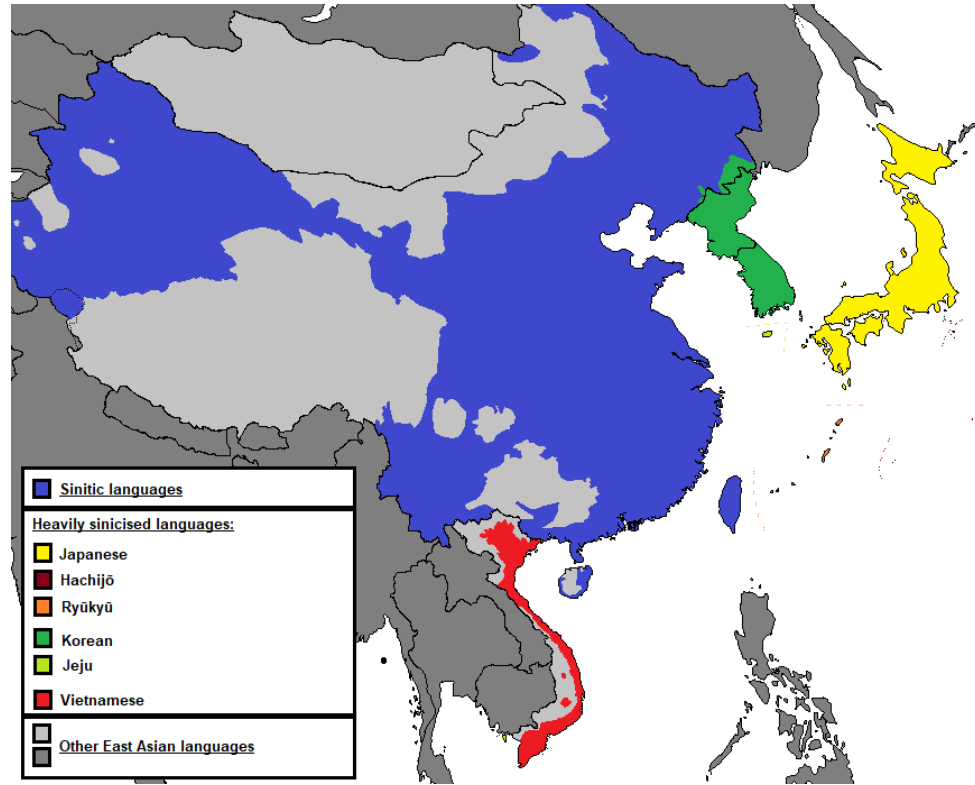 Sinitic languages
Heavily sinicised languages:
Japanese
Hachijō
Ryūkyū
Korean
Jeju
Vietnamese
Other East Asian languages